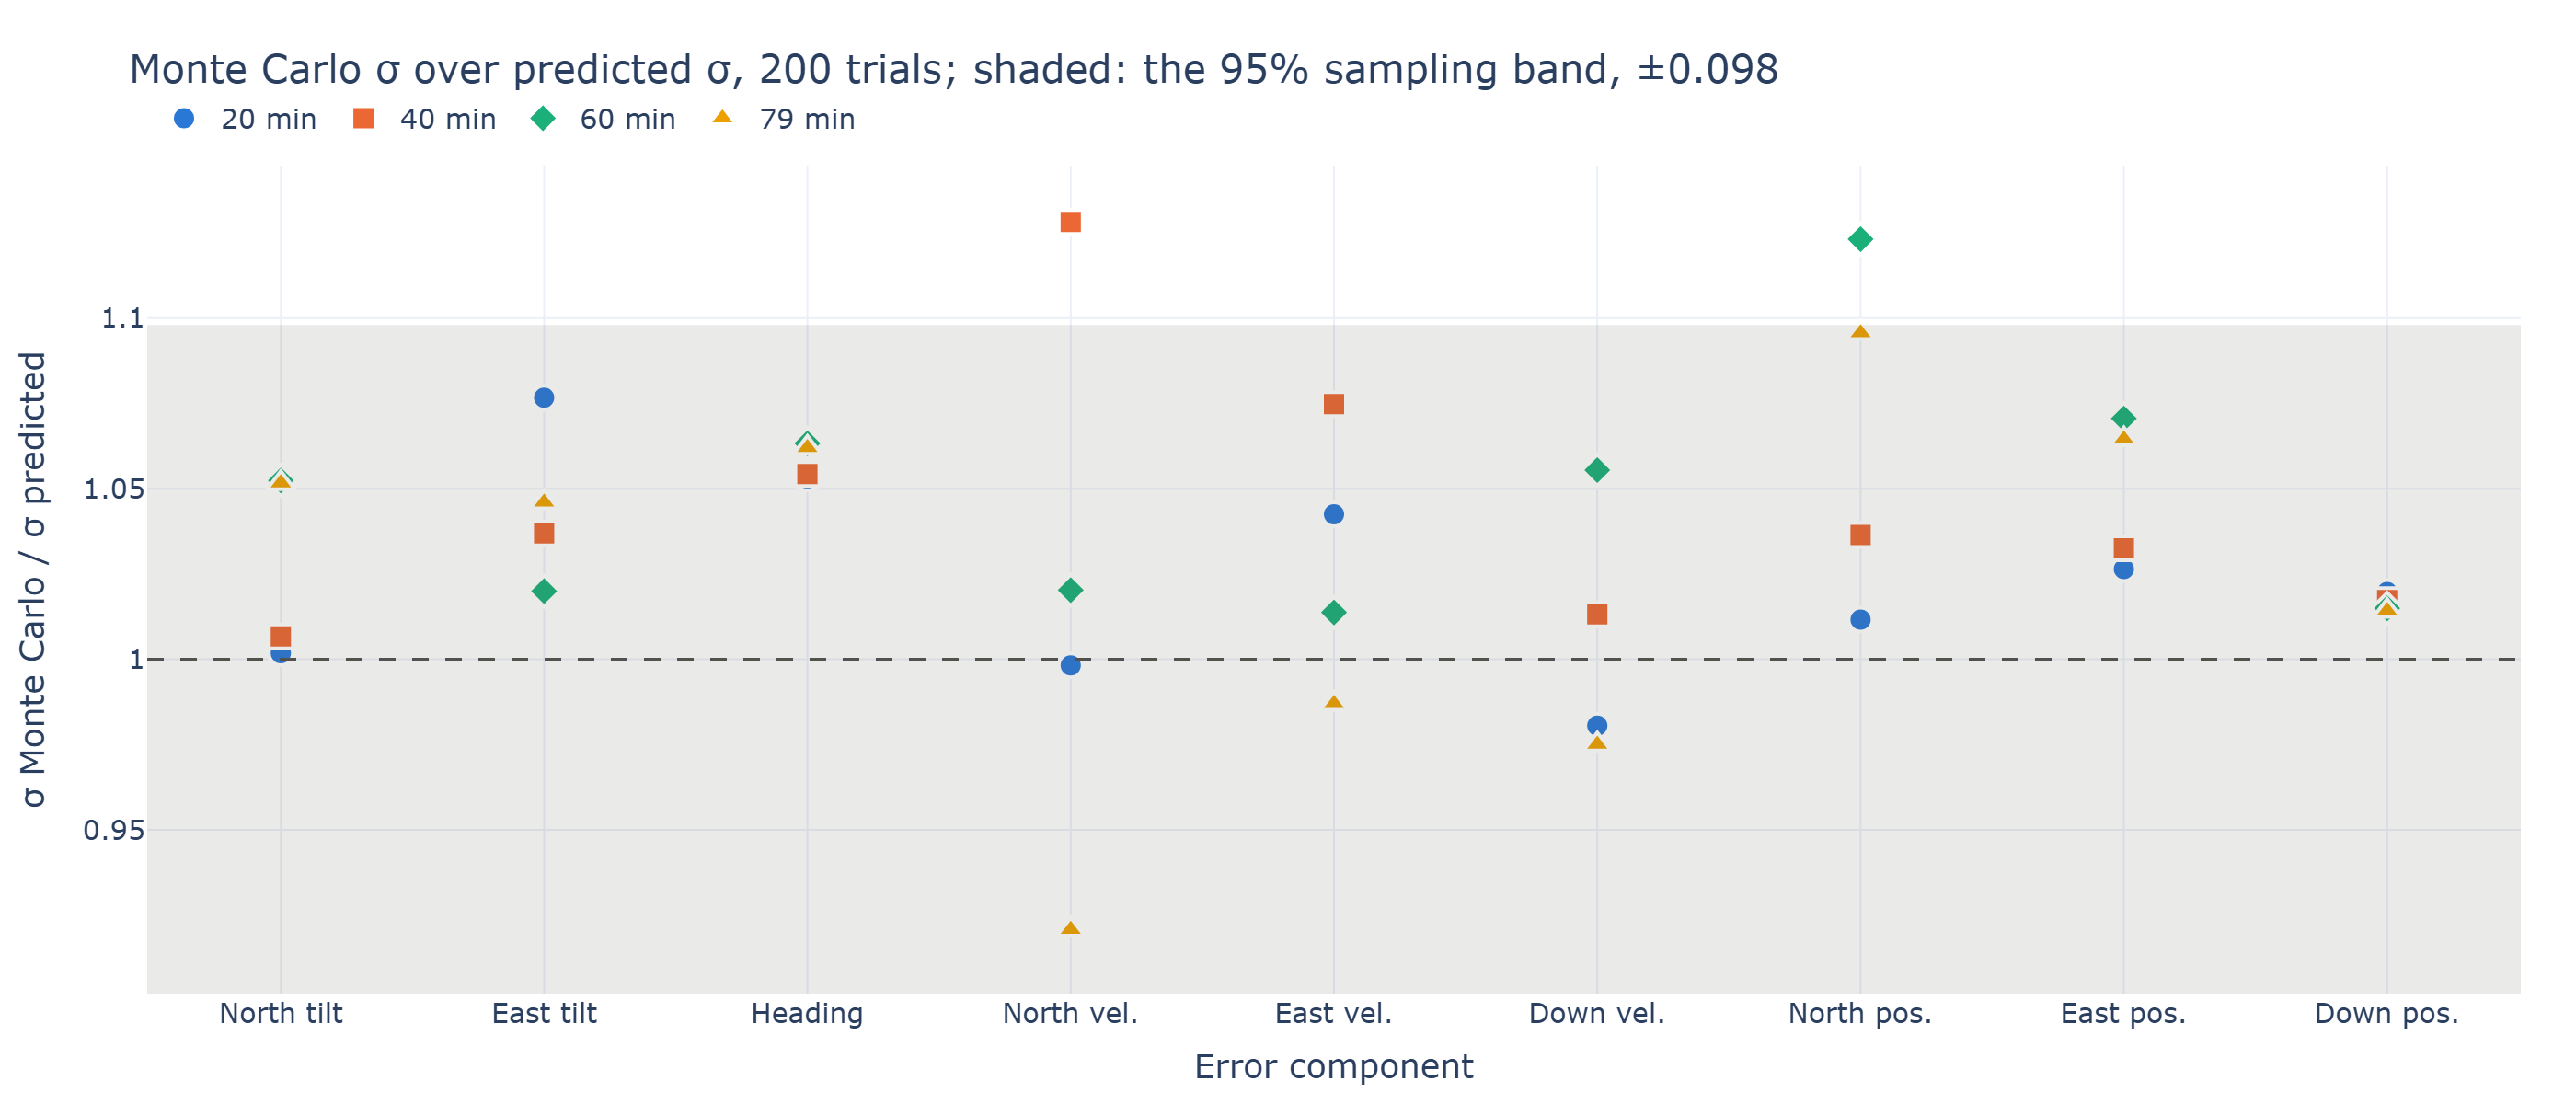 Monte Carlo σ over predicted σ, 200 trials; shaded: the 95% sampling band, ±0.098
20 min
40 min
60 min
79 min
σ Monte Carlo / σ predicted
1.1
1.05
1
0.95
North tilt
East tilt
Heading
North vel.
East vel.
Down vel.
North pos.
East pos.
Down pos.
Error component